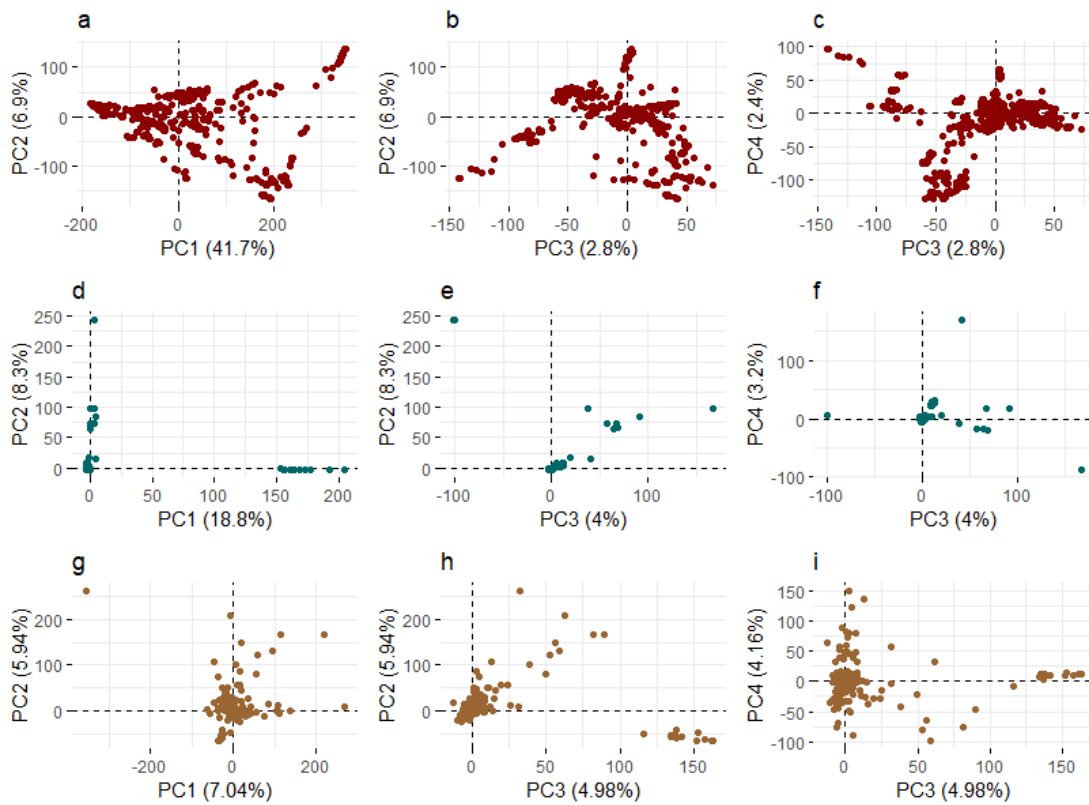 a b c
100 0 -100
PC2 (6.9%)
-200 0 200
PC1 (41.7%)
100 0 -100
PC2 (6.9%)
-150 -100 -50 0 50
PC3 (2.8%)
100 50 0 -50 -100
PC4 (2.4%)
-150 -100 -50 0 50
PC3 (2.8%)
d e f
250 200 150 100 50 0
PC2 (8.3%)
0 50 100 150 200
PC1 (18.8%)
250 200 150 100 50 0
PC2 (8.3%)
-100 0 100
PC3 (4%)
100 0 -100
PC4 (3.2%)
-100 0 100
PC3 (4%)
g h i
200 100 0
PC2 (5.94%)
-200 0 200
PC1 (7.04%)
200 100 0
PC2 (5.94%)
0 50 100 150
PC3 (4.98%)
150 100 50 0 -50 -100
PC4 (4.16%)
0 50 100 150
PC3 (4.98%)